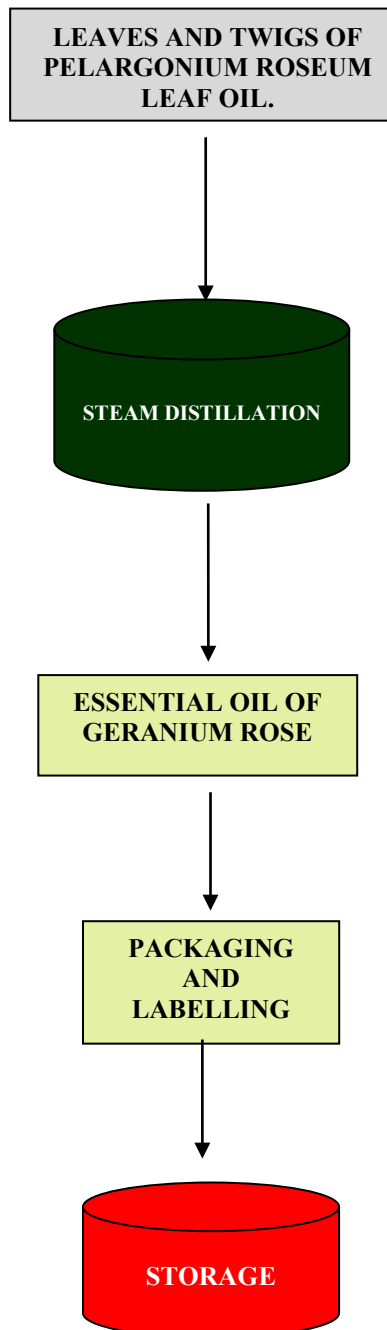 LEAVES AND TWIGS OF
PELARGONIUM ROSEUM
LEAF OIL.
STEAM DISTILLATION
ESSENTIAL OIL OF
GERANIUM ROSE
PACKAGING
AND
LABELLING
STORAGE